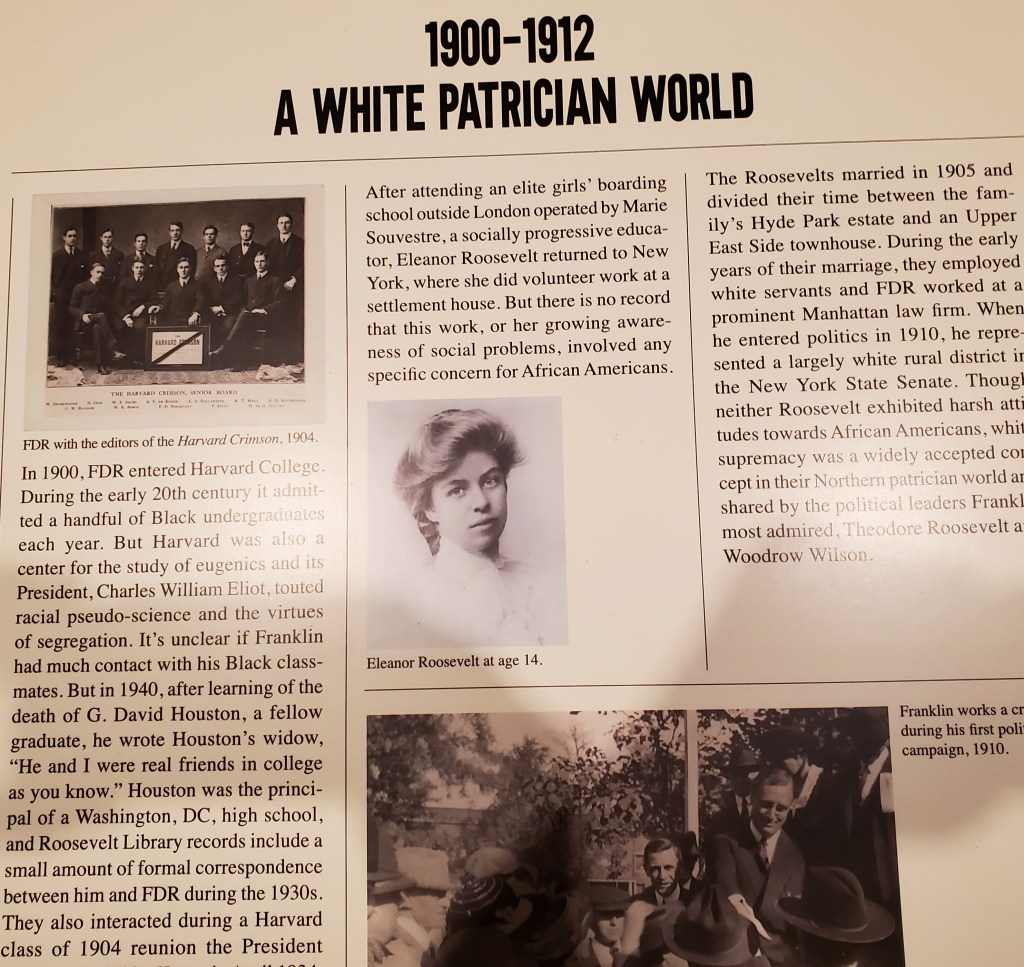 1900–1912
A WHITE PATRICIAN WORLD
THE HARVARD CRIMSON
THE HARVARD CRIMSON, SENIOR BOARD
FDR with the editors of the Harvard Crimson, 1904.
In 1900, FDR entered Harvard College.
During the early 20th century it admit-
ted a handful of Black undergraduates
each year. But Harvard was also a
center for the study of eugenics and its
President, Charles William Eliot, touted
racial pseudo-science and the virtues
of segregation. It's unclear if Franklin
had much contact with his Black class-
mates. But in 1940, after learning of the
death of G. David Houston, a fellow
graduate, he wrote Houston's widow,
“He and I were real friends in college
as you know.” Houston was the princi-
pal of a Washington, DC, high school,
and Roosevelt Library records include a
small amount of formal correspondence
between him and FDR during the 1930s.
They also interacted during a Harvard
class of 1904 reunion the President
After attending an elite girls' boarding
school outside London operated by Marie
Souvestre, a socially progressive educa-
tor, Eleanor Roosevelt returned to New
York, where she did volunteer work at a
settlement house. But there is no record
that this work, or her growing aware-
ness of social problems, involved any
specific concern for African Americans.
Eleanor Roosevelt at age 14.
The Roosevelts married in 1905 and
divided their time between the fam-
ily's Hyde Park estate and an Upper
East Side townhouse. During the early
years of their marriage, they employed
white servants and FDR worked at a
prominent Manhattan law firm. When
he entered politics in 1910, he repre-
sented a largely white rural district in
the New York State Senate. Though
neither Roosevelt exhibited harsh atti
tudes towards African Americans, whit
supremacy was a widely accepted con
cept in their Northern patrician world an
shared by the political leaders Frankl
most admired, Theodore Roosevelt a
Woodrow Wilson.
Franklin works a cr
during his first poli
campaign, 1910.